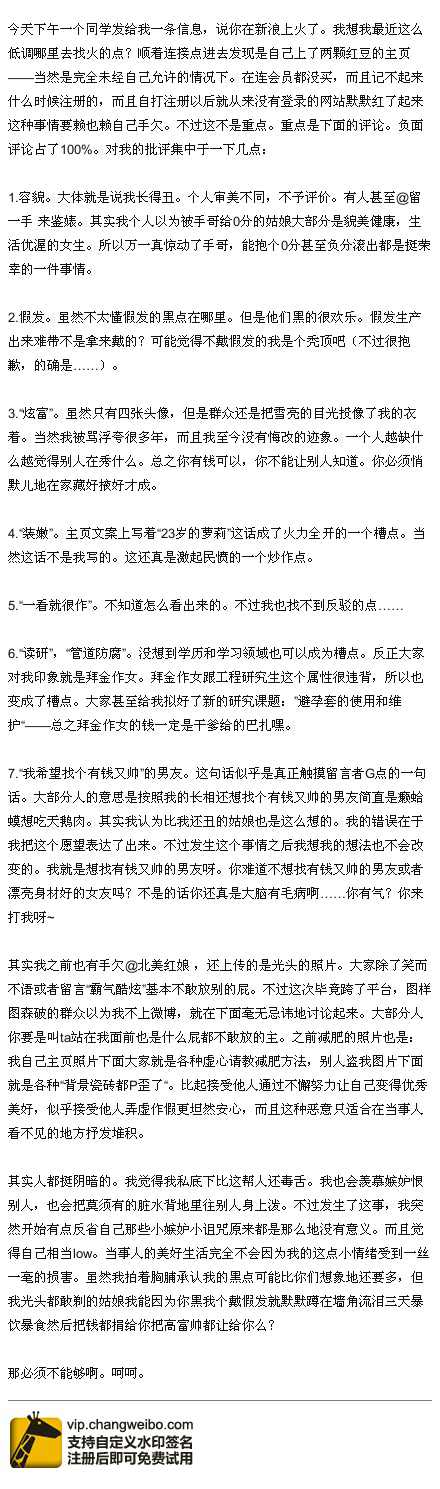 今天下午一个同学发给我一条信息，说你在新浪上火了。我想我最近这么
低调哪里去找火的点？顺着连接点进去发现是自己上了两颗红豆的主页
——当然是完全未经自己允许的情况下。在连会员都没买，而且记不起来
什么时候注册的，而且自打注册以后就从来没有登录的网站默默红了起来
这种事情要赖也赖自己手欠。不过这不是重点。重点是下面的评论。负面
评论占了100%。对我的批评集中于一下几点：
1.容貌。大体就是说我长得丑。个人审美不同，不予评价。有人甚至@留
一手 来鉴婊。其实我个人以为被手哥给0分的姑娘大部分是貌美健康，生
活优渥的女生。所以万一真惊动了手哥，能抱个0分甚至负分滚出都是挺荣
幸的一件事情。
2.假发。虽然不太懂假发的黑点在哪里。但是他们黑的很欢乐。假发生产
出来难带不是拿来戴的？可能觉得不戴假发的我是个秃顶吧（不过很抱
歉，的确是……）。
3.“炫富”。虽然只有四张头像，但是群众还是把雪亮的目光投像了我的衣
着。当然我被骂浮夸很多年，而且我至今没有悔改的迹象。一个人越缺什
么越觉得别人在秀什么。总之你有钱可以，你不能让别人知道。你必须悄
默儿地在家藏好掖好才成。
4.“装嫩”。主页文案上写着“23岁的萝莉”这话成了火力全开的一个槽点。当
然这话不是我写的。这还真是激起民愤的一个炒作点。
5.“一看就很作”。不知道怎么看出来的。不过我也找不到反驳的点……
6.“读研”，“管道防腐”。没想到学历和学习领域也可以成为槽点。反正大家
对我印象就是拜金作女。拜金作女跟工程研究生这个属性很违背，所以也
变成了槽点。大家甚至给我拟好了新的研究课题：”避孕套的使用和维
护“——总之拜金作女的钱一定是干爹给的巴扎嘿。
7.“我希望找个有钱又帅”的男友。这句话似乎是真正触摸留言者G点的一句
话。大部分人的意思是按照我的长相还想找个有钱又帅的男友简直是癞蛤
蟆想吃天鹅肉。其实我认为比我还丑的姑娘也是这么想的。我的错误在于
我把这个愿望表达了出来。不过发生这个事情之后我想我的想法也不会改
变的。我就是想找有钱又帅的男友呀。你难道不想找有钱又帅的男友或者
漂亮身材好的女友吗？不是的话你还真是大脑有毛病啊……你有气？你来
打我呀~
其实我之前也有手欠@北美红娘 ，还上传的是光头的照片。大家除了笑而
不语或者留言“霸气酷炫”基本不敢放别的屁。不过这次毕竟跨了平台，图样
图森破的群众以为我不上微博，就在下面毫无忌讳地讨论起来。大部分人
你要是叫ta站在我面前也是什么屁都不敢放的主。之前减肥的照片也是：
我自己主页照片下面大家就是各种虚心请教减肥方法，别人盗我图片下面
就是各种“背景瓷砖都P歪了“。比起接受他人通过不懈努力让自己变得优秀
美好，似乎接受他人弄虚作假更坦然安心，而且这种恶意只适合在当事人
看不见的地方抒发堆积。
其实人都挺阴暗的。我觉得我私底下比这帮人还毒舌。我也会羡慕嫉妒恨
别人，也会把莫须有的脏水背地里往别人身上泼。不过发生了这事，我突
然开始有点反省自己那些小嫉妒小诅咒原来都是那么地没有意义。而且觉
得自己相当low。当事人的美好生活完全不会因为我的这点小情绪受到一丝
一毫的损害。虽然我拍着胸脯承认我的黑点可能比你们想象地还要多，但
我光头都敢剃的姑娘我能因为你黑我个戴假发就默默蹲在墙角流泪三天暴
饮暴食然后把钱都捐给你把高富帅都让给你么？
那必须不能够啊。呵呵。
vip.changweibo.com
支持自定义水印签名
注册后即可免费试用